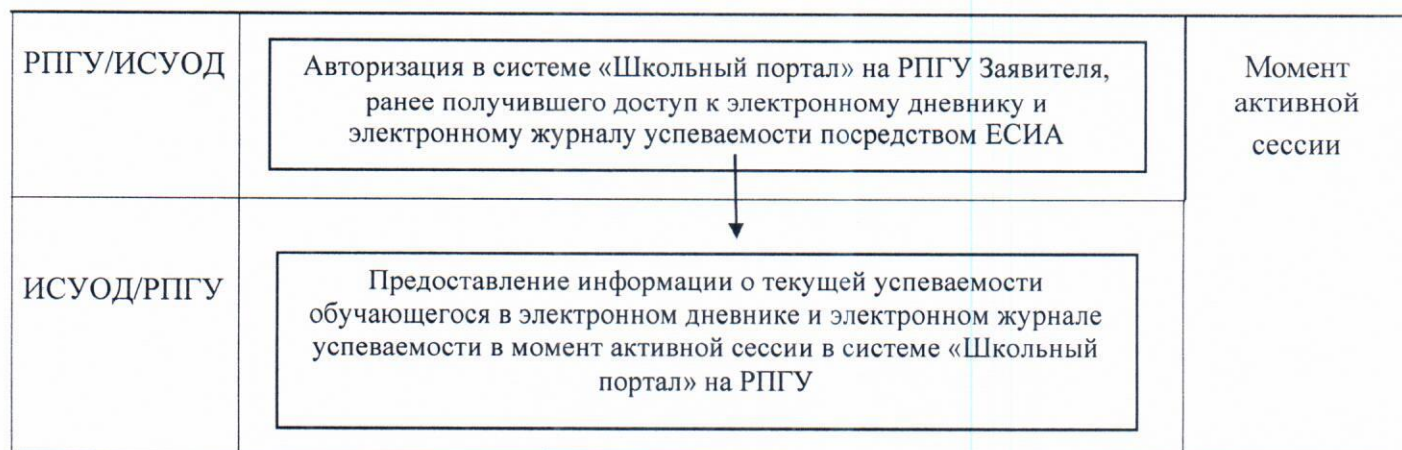 РПГУ/ИСУОД
Авторизация в системе «Школьный портал» на РПГУ Заявителя,
ранее получившего доступ к электронному дневнику и
электронному журналу успеваемости посредством ЕСИА
Момент
активной
сессии
ИСУОД/РПГУ
Предоставление информации о текущей успеваемости
обучающегося в электронном дневнике и электронном журнале
успеваемости в момент активной сессии в системе «Школьный
портал» на РПГУ